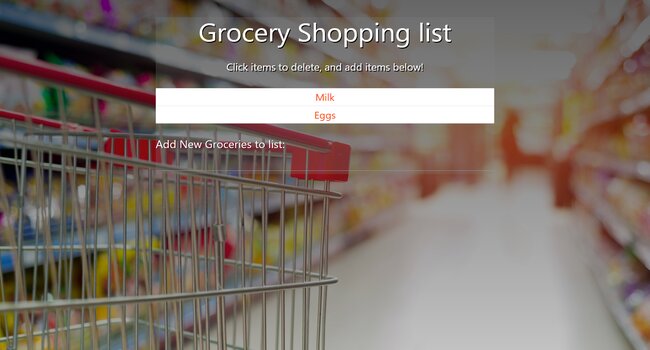 Grocery Shopping list
Click items to delete, and add items below!
Milk
Eggs
Add New Groceries to list: